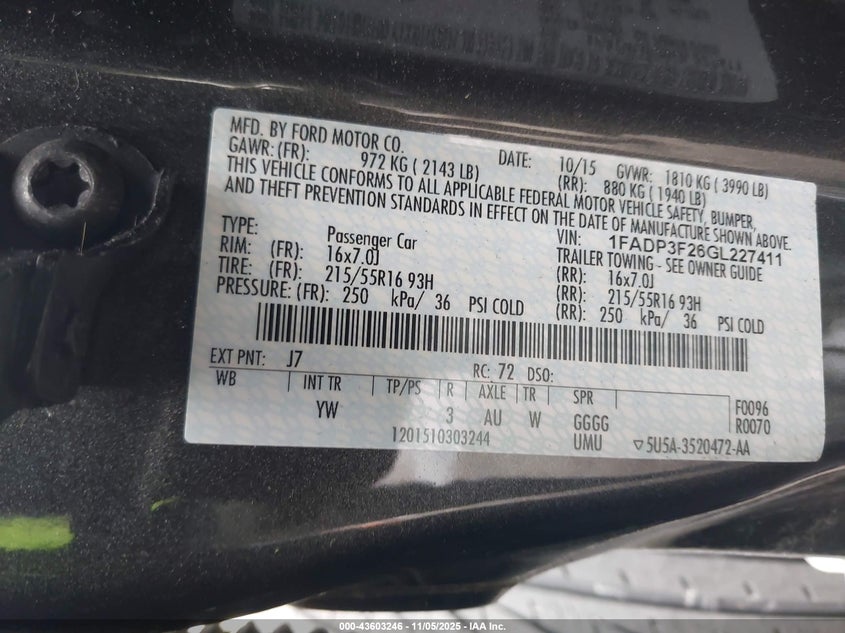 MFD. BY FORD MOTOR CO.
DATE: 10/15 GVWR: 1810 KG ( 3990 LB)
GAWR: (FR): 972 KG ( 2143 LB) (RR): 880 KG ( 1940 LB)
THIS VEHICLE CONFORMS TO ALL APPLICABLE FEDERAL MOTOR VEHICLE SAFETY, BUMPER,
AND THEFT PREVENTION STANDARDS IN EFFECT ON THE DATE OF MANUFACTURE SHOWN ABOVE.
VIN: 1FADP3F26GL227411
TYPE: Passenger Car TRAILER TOWING - SEE OWNER GUIDE
RIM: (FR): 16x7.0J (RR): 16x7.0J
TIRE: (FR): 215/55R16 93H (RR): 215/55R16 93H
PRESSURE: (FR): 250 kPa/ 36 PSI COLD (RR): 250 kPa/ 36 PSI COLD
EXT PNT: J7 RC: 72 DSO:
WB INT TR TP/PS R AXLE TR SPR F0096
YW 3 AU W GGGG R0070
1201510303244 UMU ▽5U5A-3520472-AA
000-43603246 - 11/05/2025 - IAA Inc.